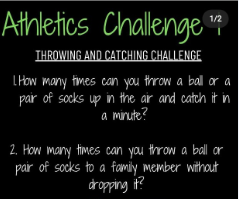 Athletics Challenge 1
1/2
THROWING AND CATCHING CHALLENGE
1. How many times can you throw a ball or a
pair of socks up in the air and catch it in
a minute?
2. How many times can you throw a ball or
pair of socks to a family member without
dropping it?